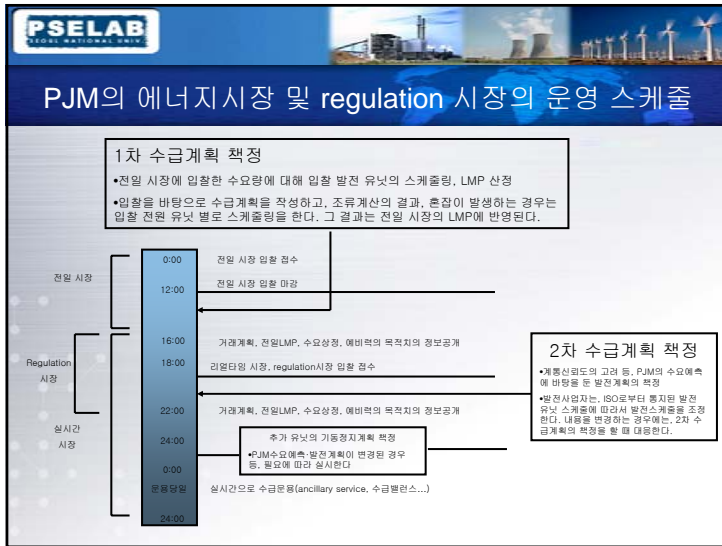 PSELAB
SEOUL NATIONAL UNIV.
PJM의 에너지시장 및 regulation 시장의 운영 스케줄
1차 수급계획 책정
•전일 시장에 입찰한 수요량에 대해 입찰 발전 유닛의 스케줄링, LMP 산정
•입찰을 바탕으로 수급계획을 작성하고, 조류계산의 결과, 혼잡이 발생하는 경우는
입찰 전원 유닛 별로 스케줄링을 한다. 그 결과는 전일 시장의 LMP에 반영된다.
0:00 전일 시장 입찰 접수
전일 시장
12:00 전일 시장 입찰 마감
16:00 거래계획, 전일LMP, 수요상정, 예비력의 목적치의 정보공개
Regulation
시장
18:00 리얼타임 시장, regulation시장 입찰 접수
2차 수급계획 책정
•계통신뢰도의 고려 등, PJM의 수요예측
에 바탕을 둔 발전계획의 책정
•발전사업자는, ISO로부터 통지된 발전
유닛 스케줄에 따라서 발전스케줄을 조정
한다. 내용을 변경하는 경우에는, 2차 수
급계획의 책정을 할 때 대응한다.
22:00 거래계획, 전일LMP, 수요상정, 예비력의 목적치의 정보공개
실시간
시장
24:00
추가 유닛의 기동정지계획 책정
•PJM수요예측·발전계획이 변경된 경우
등, 필요에 따라 실시한다
0:00
운용당일 실시간으로 수급운용(ancillary service, 수급밸런스...)
24:00